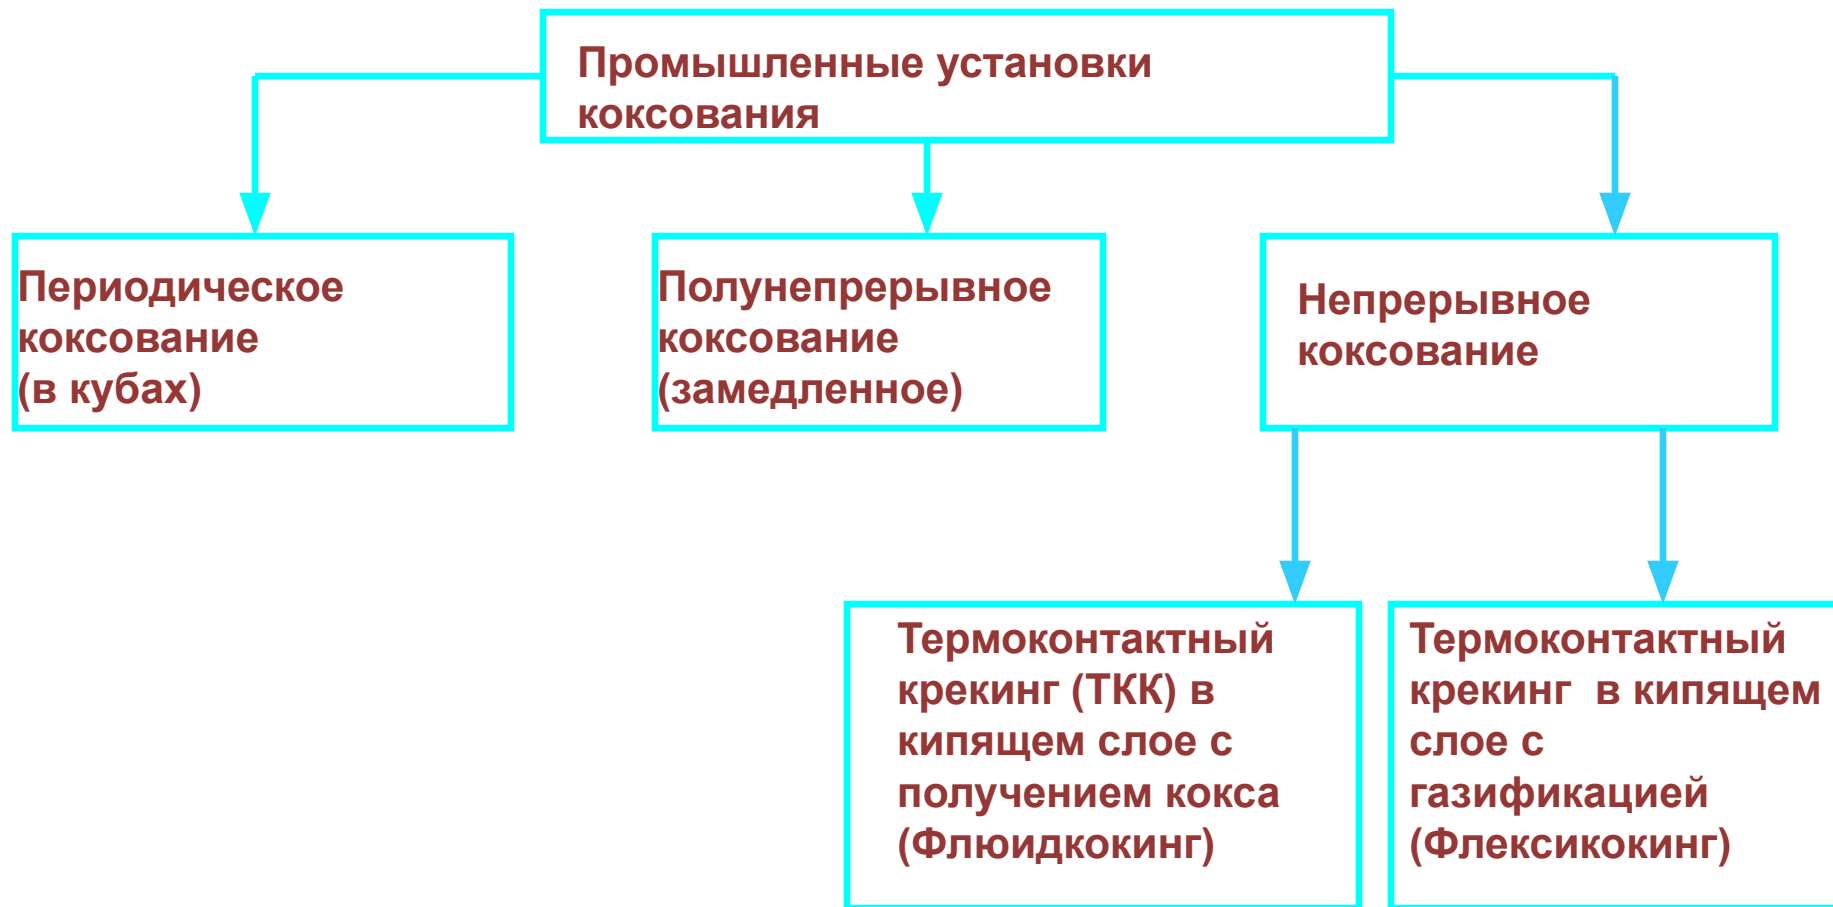 Промышленные установки
коксования
Периодическое
коксование
(в кубах)
Полунепрерывное
коксование
(замедленное)
Непрерывное
коксование
Термоконтактный
крекинг (ТКК) в
кипящем слое с
получением кокса
(Флюидкокинг)
Термоконтактный
крекинг в кипящем
слое с
газификацией
(Флексикокинг)